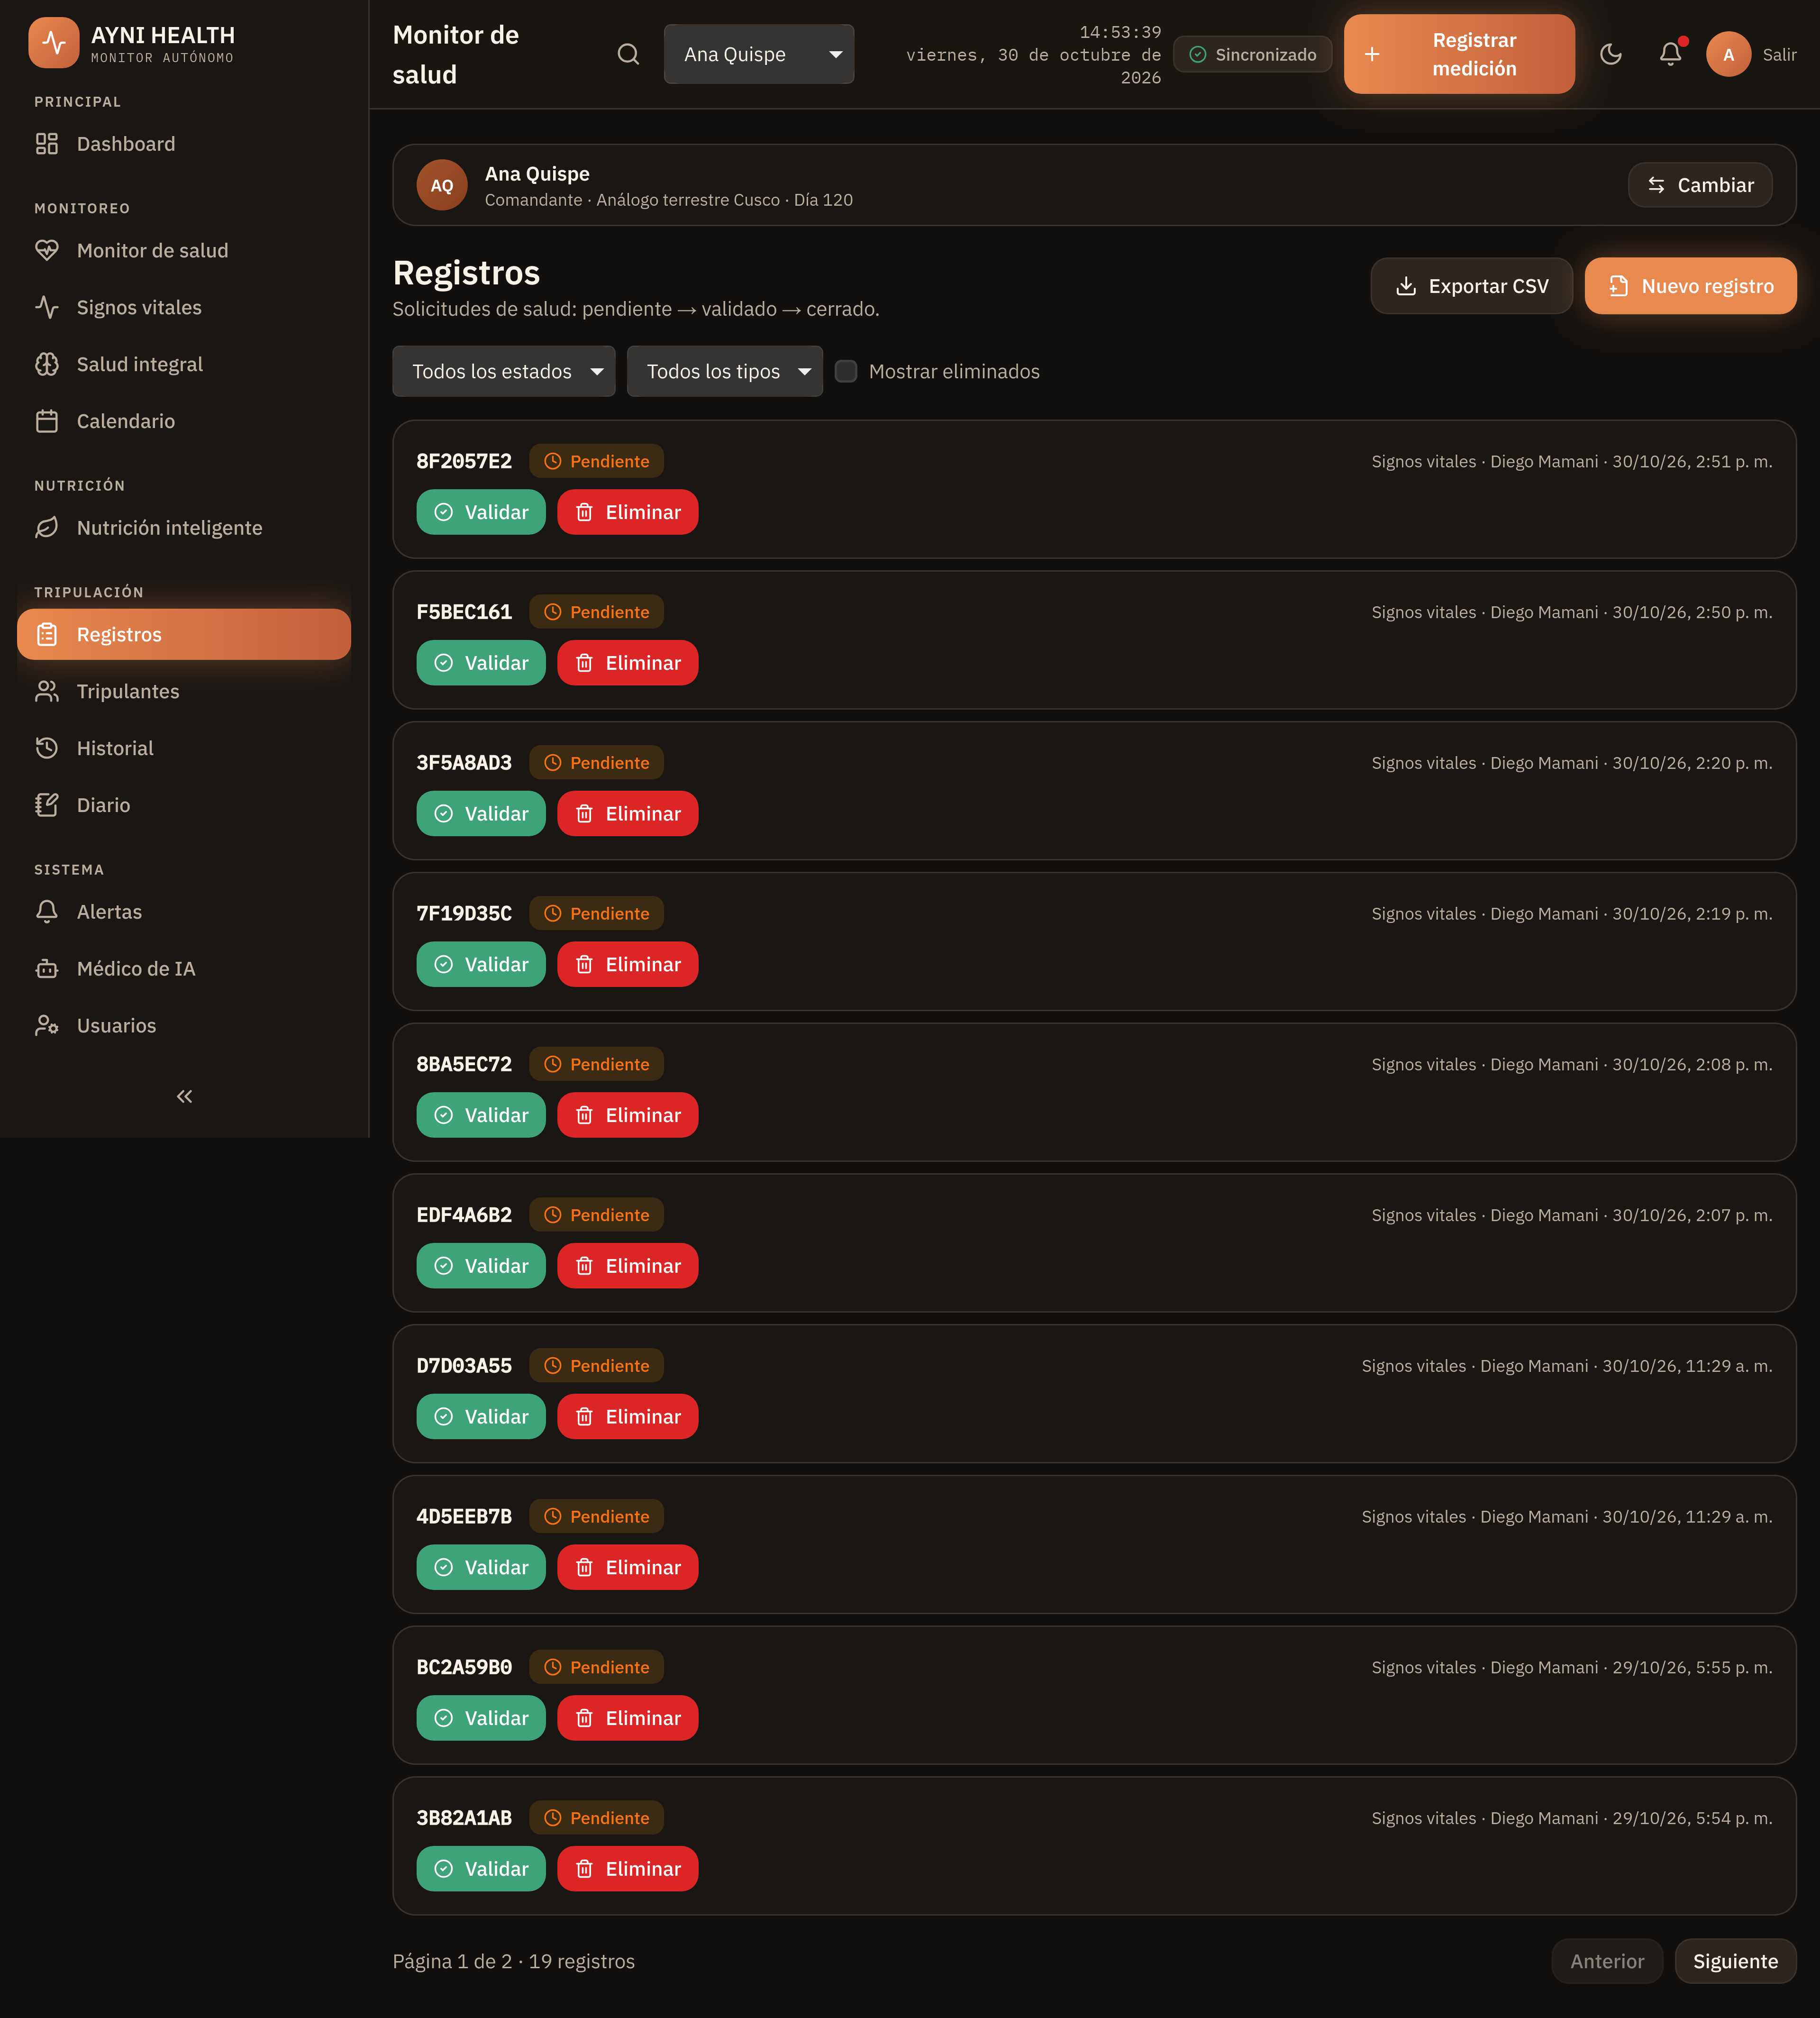 AYNI HEALTH
MONITOR AUTÓNOMO
PRINCIPAL
Dashboard
MONITOREO
Monitor de salud
Signos vitales
Salud integral
Calendario
NUTRICIÓN
Nutrición inteligente
TRIPULACIÓN
Registros
Tripulantes
Historial
Diario
SISTEMA
Alertas
Médico de IA
Usuarios
Monitor de
salud
Ana Quispe
14:53:39
viernes, 30 de octubre de
2026
Sincronizado
Registrar
medición
A
Salir
AQ
Ana Quispe
Comandante · Análogo terrestre Cusco · Día 120
Cambiar
Registros
Solicitudes de salud: pendiente → validado → cerrado.
Exportar CSV
Nuevo registro
Todos los estados
Todos los tipos
Mostrar eliminados
8F2057E2 Pendiente Signos vitales · Diego Mamani · 30/10/26, 2:51 p. m.
Validar Eliminar
F5BEC161 Pendiente Signos vitales · Diego Mamani · 30/10/26, 2:50 p. m.
Validar Eliminar
3F5A8AD3 Pendiente Signos vitales · Diego Mamani · 30/10/26, 2:20 p. m.
Validar Eliminar
7F19D35C Pendiente Signos vitales · Diego Mamani · 30/10/26, 2:19 p. m.
Validar Eliminar
8BA5EC72 Pendiente Signos vitales · Diego Mamani · 30/10/26, 2:08 p. m.
Validar Eliminar
EDF4A6B2 Pendiente Signos vitales · Diego Mamani · 30/10/26, 2:07 p. m.
Validar Eliminar
D7D03A55 Pendiente Signos vitales · Diego Mamani · 30/10/26, 11:29 a. m.
Validar Eliminar
4D5EEB7B Pendiente Signos vitales · Diego Mamani · 30/10/26, 11:29 a. m.
Validar Eliminar
BC2A59B0 Pendiente Signos vitales · Diego Mamani · 29/10/26, 5:55 p. m.
Validar Eliminar
3B82A1AB Pendiente Signos vitales · Diego Mamani · 29/10/26, 5:54 p. m.
Validar Eliminar
Página 1 de 2 · 19 registros
Anterior
Siguiente